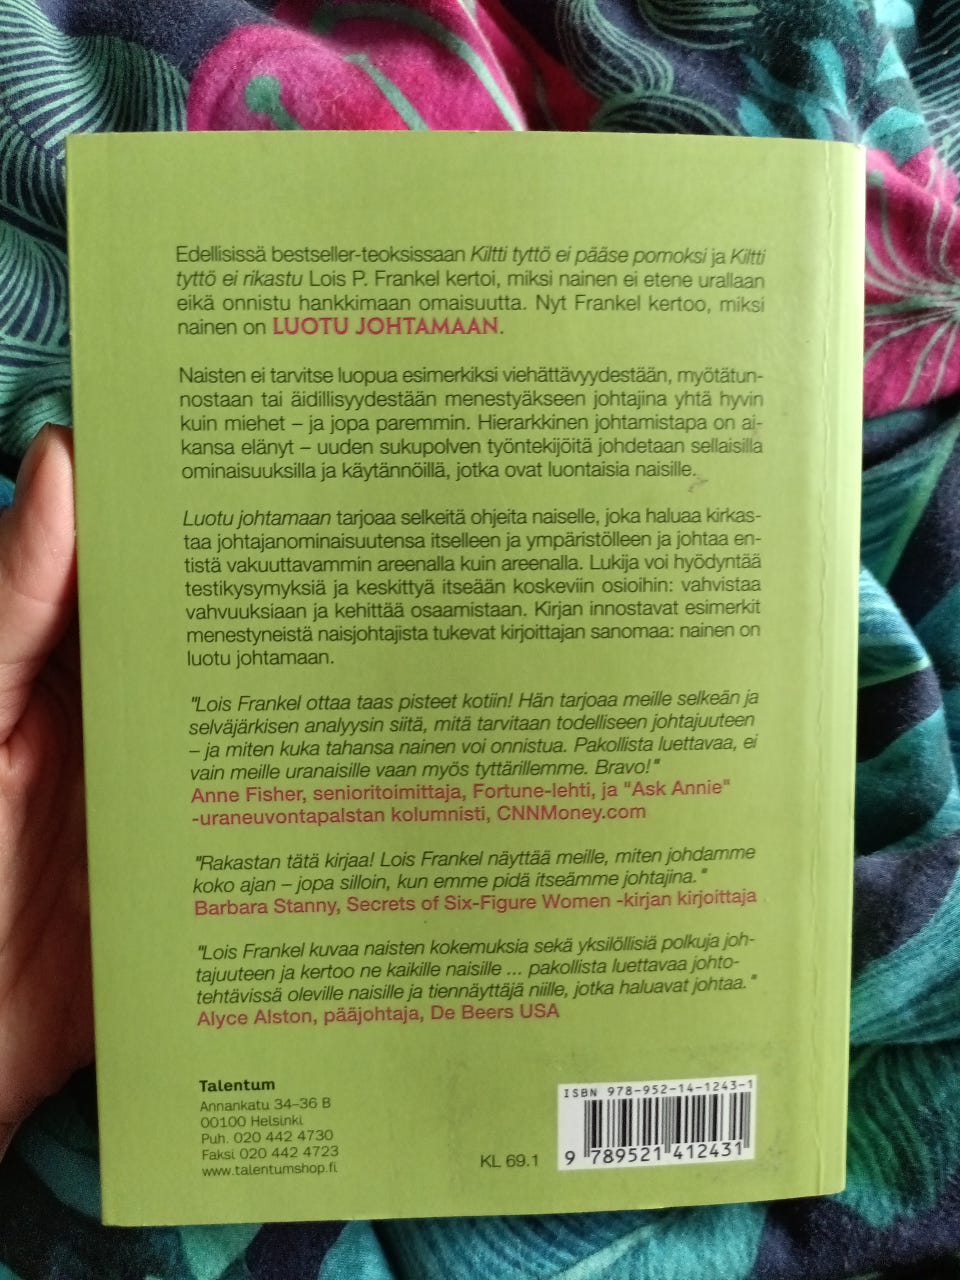 Edellisissä bestseller-teoksissaan Kiltti tyttö ei pääse pomoksi ja Kiltti
tyttö ei rikastu Lois P. Frankel kertoi, miksi nainen ei etene urallaan
eikä onnistu hankkimaan omaisuutta. Nyt Frankel kertoo, miksi
nainen on LUOTU JOHTAMAAN.
Naisten ei tarvitse luopua esimerkiksi viehättävyydestään, myötätun-
nostaan tai äidillisyydestään menestyäkseen johtajina yhtä hyvin
kuin miehet – ja jopa paremmin. Hierarkkinen johtamistapa on ai-
kansa elänyt – uuden sukupolven työntekijöitä johdetaan sellaisilla
ominaisuuksilla ja käytännöillä, jotka ovat luontaisia naisille.
Luotu johtamaan tarjoaa selkeitä ohjeita naiselle, joka haluaa kirkas-
taa johtajanominaisuutensa itselleen ja ympäristölleen ja johtaa en-
tistä vakuuttavammin areenalla kuin areenalla. Lukija voi hyödyntää
testikysymyksiä ja keskittyä itseään koskeviin osioihin: vahvistaa
vahvuuksiaan ja kehittää osaamistaan. Kirjan innostavat esimerkit
menestyneistä naisjohtajista tukevat kirjoittajan sanomaa: nainen on
luotu johtamaan.
"Lois Frankel ottaa taas pisteet kotiin! Hän tarjoaa meille selkeän ja
selväjärkisen analyysin siitä, mitä tarvitaan todelliseen johtajuuteen
– ja miten kuka tahansa nainen voi onnistua. Pakollista luettavaa, ei
vain meille uranaisille vaan myös tyttärillemme. Bravo!"
Anne Fisher, senioritoimittaja, Fortune-lehti, ja "Ask Annie"
-uraneuvontapalstan kolumnisti, CNNMoney.com
"Rakastan tätä kirjaa! Lois Frankel näyttää meille, miten johdamme
koko ajan – jopa silloin, kun emme pidä itseämme johtajina."
Barbara Stanny, Secrets of Six-Figure Women -kirjan kirjoittaja
"Lois Frankel kuvaa naisten kokemuksia sekä yksilöllisiä polkuja joh-
tajuuteen ja kertoo ne kaikille naisille ... pakollista luettavaa johto-
tehtävissä oleville naisille ja tiennäyttäjä niille, jotka haluavat johtaa."
Alyce Alston, pääjohtaja, De Beers USA
Talentum
Annankatu 34–36 B
00100 Helsinki
Puh. 020 442 4730
Faksi 020 442 4723
www.talentumshop.fi
KL 69.1
ISBN 978-952-14-1243-1
9 789521 412431